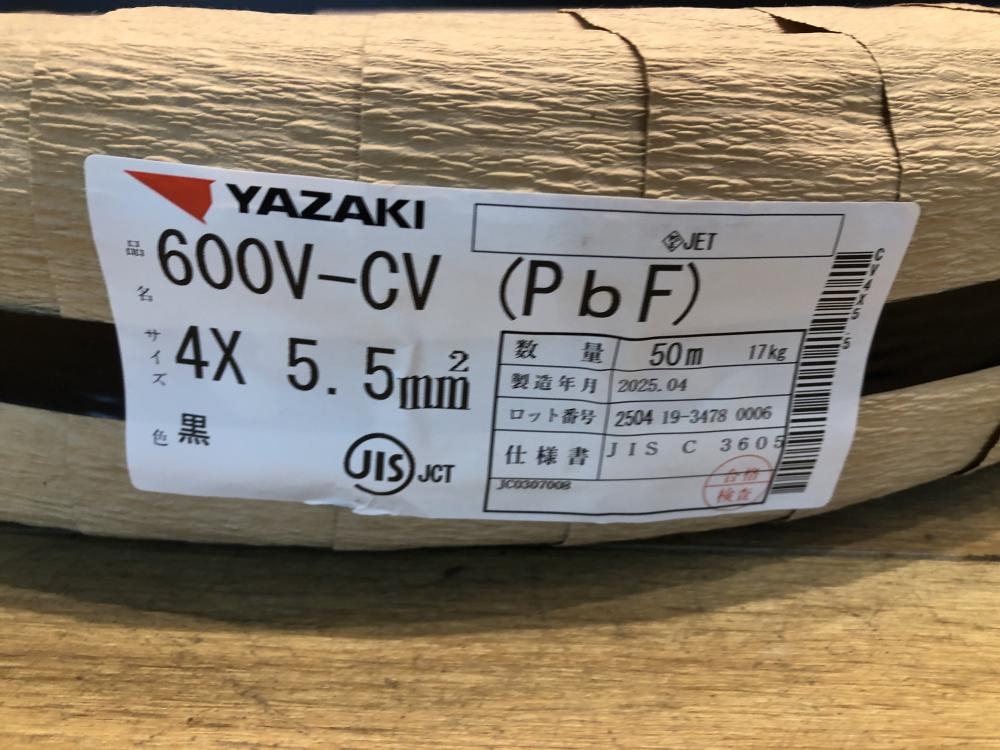 YAZAKI
PSE JET
品名 600V-CV (PbF)
サイズ 4X 5.5mm²
色 黒
JIS JCT
数量 50m 17kg
製造年月 2025.04
ロット番号 2504 19-3478 0006
仕様書 JIS C 3605
JC0307008
合格
検査
CV4X5.5